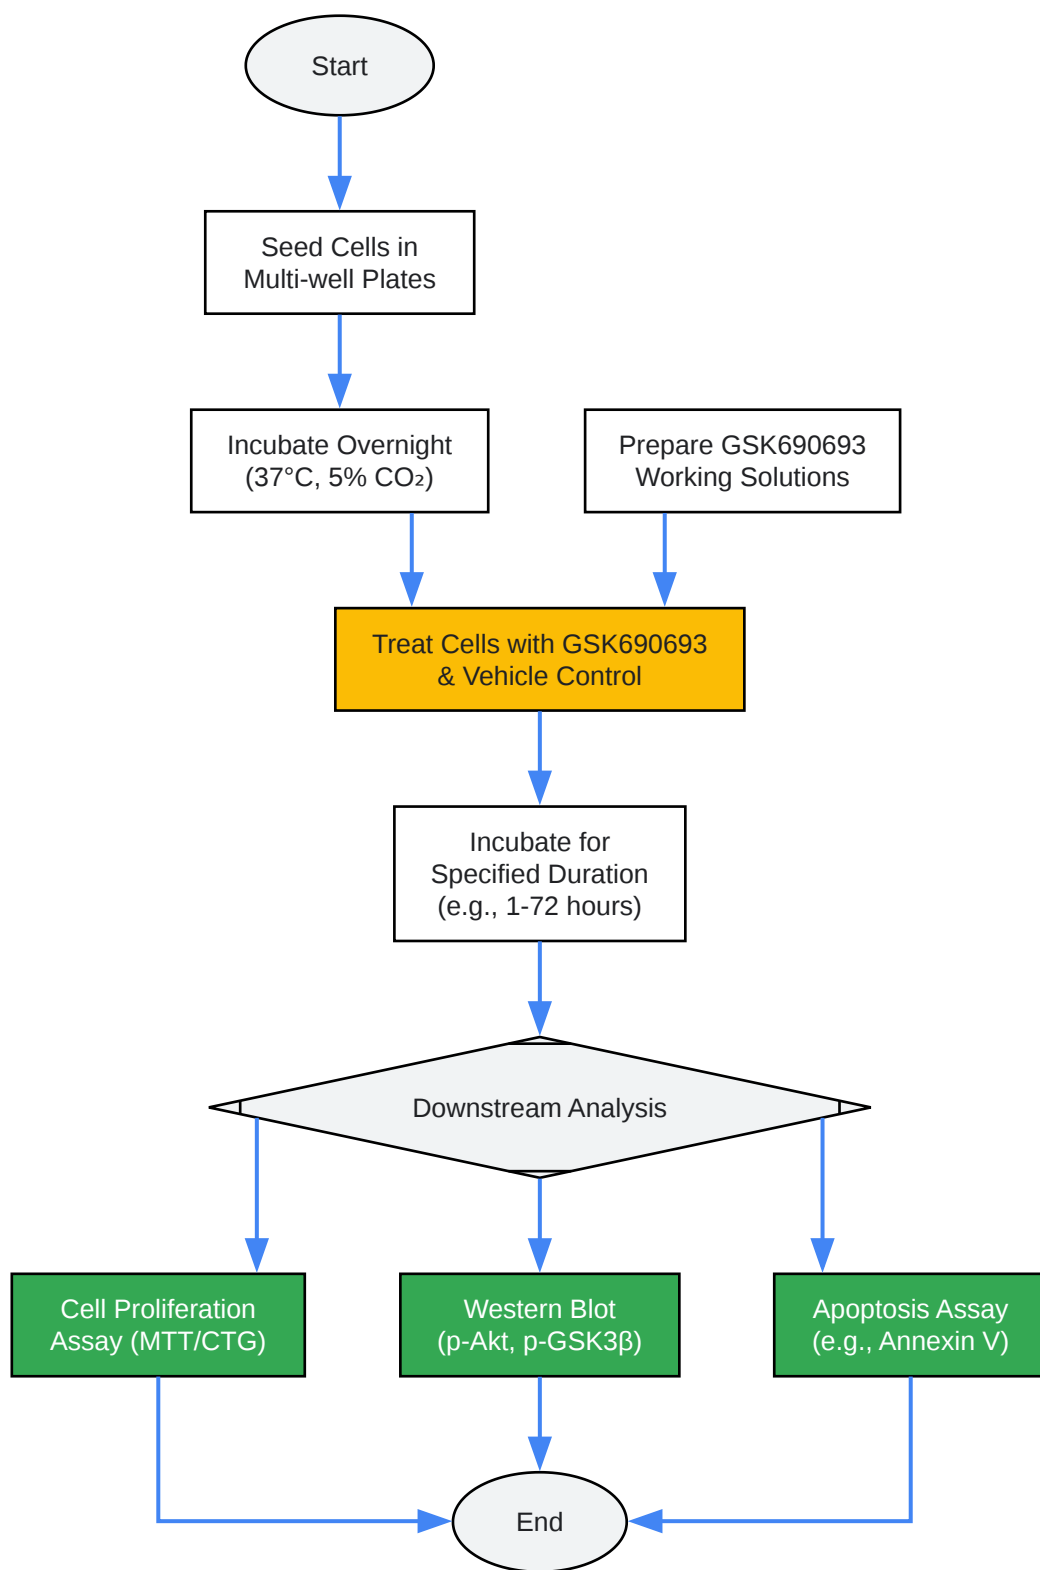 Start
Seed Cells in
Multi-well Plates
Incubate Overnight
(37°C, 5% CO₂)
Prepare GSK690693
Working Solutions
Treat Cells with GSK690693
& Vehicle Control
Incubate for
Specified Duration
(e.g., 1-72 hours)
Downstream Analysis
Cell Proliferation
Assay (MTT/CTG)
Western Blot
(p-Akt, p-GSK3β)
Apoptosis Assay
(e.g., Annexin V)
End